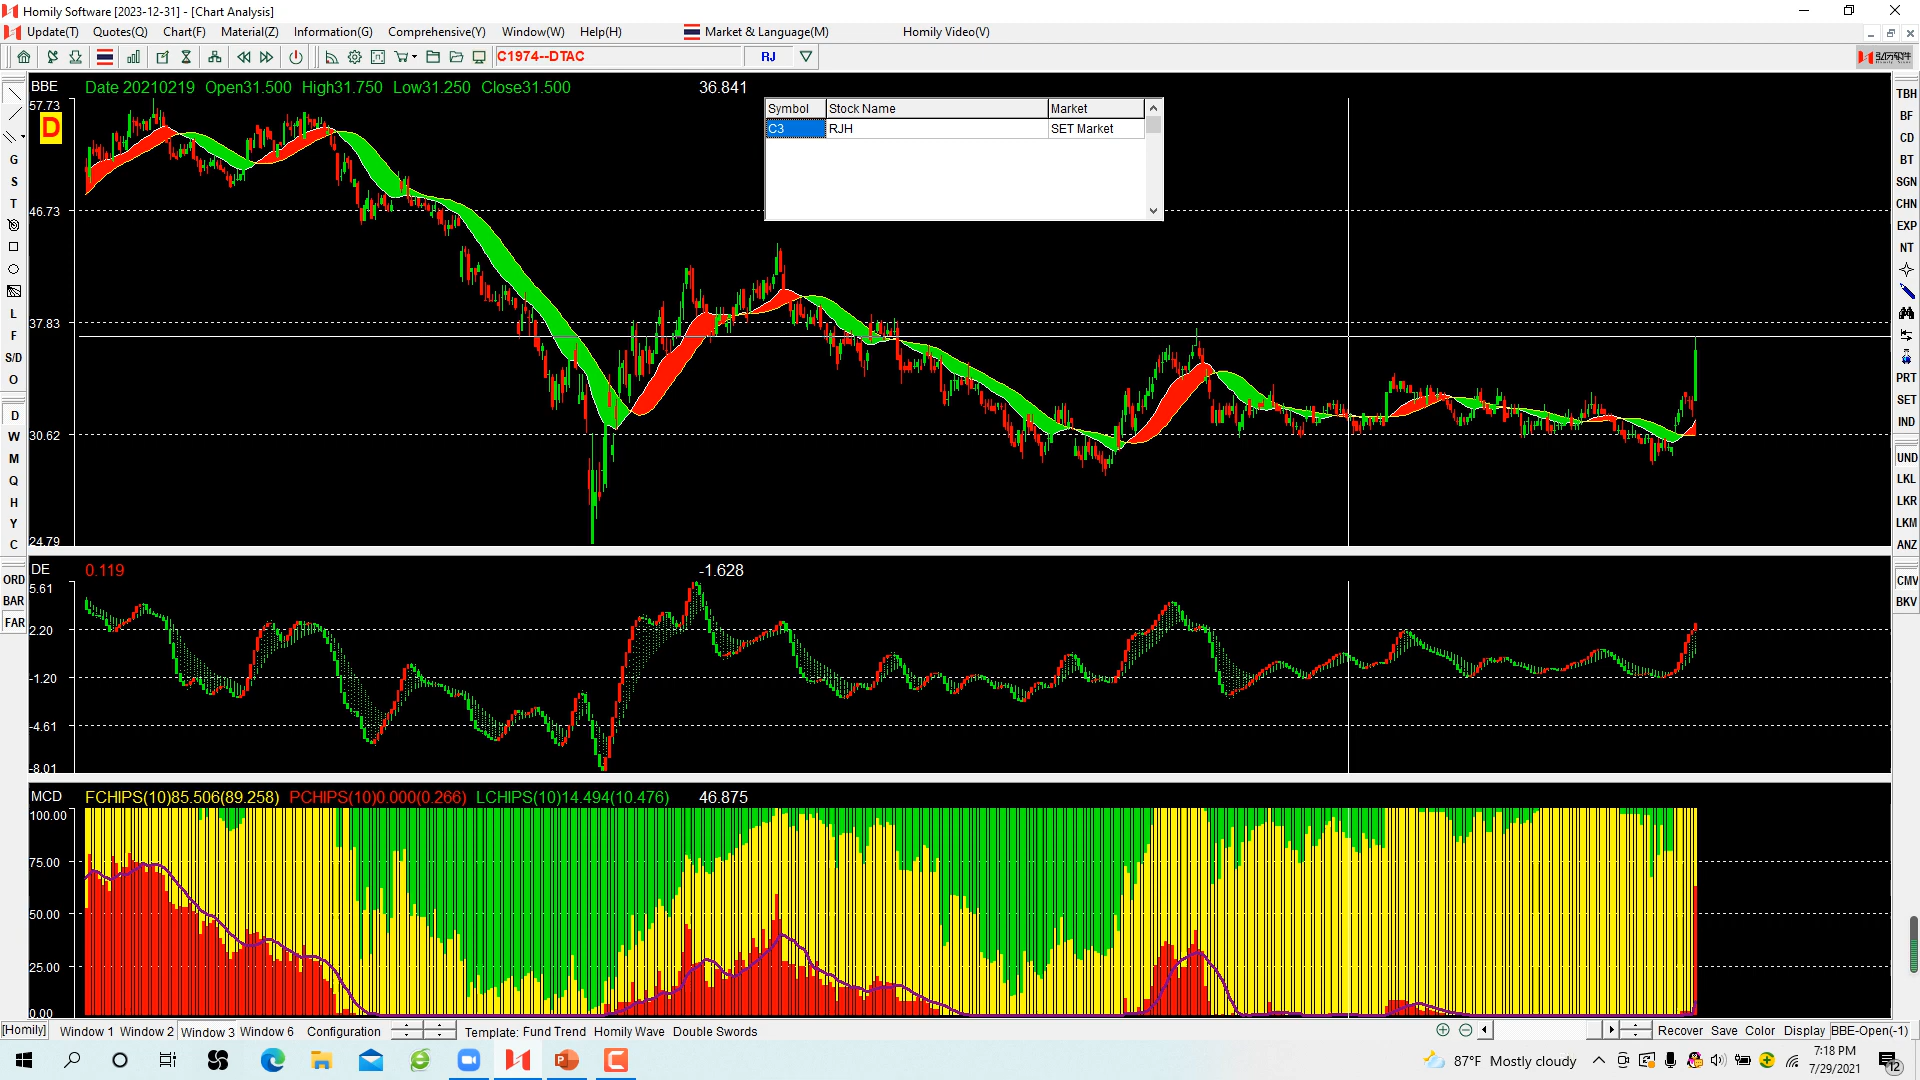 Homily Software [2023-12-31] - [Chart Analysis]
Update(T) Quotes(Q) Chart(F) Material(Z) Information(G) Comprehensive(Y) Window(W) Help(H) Market & Language(M) Homily Video(V)
C1974--DTAC RJ
BBE Date 20210219 Open31.500 High31.750 Low31.250 Close31.500 36.841
Symbol Stock Name Market
C3 RJH SET Market
57.73
D
46.73
37.83
30.62
24.79
DE 0.119 -1.628
5.61
2.20
-1.20
-4.61
-8.01
MCD FCHIPS(10)85.506(89.258) PCHIPS(10)0.000(0.266) LCHIPS(10)14.494(10.476) 46.875
100.00
75.00
50.00
25.00
0.00
G
S
T
L
F
S/D
O
D
W
M
Q
H
Y
C
ORD
BAR
FAR
TBH
BF
CD
BT
SGN
CHN
EXP
NT
PRT
SET
IND
UND
LKL
LKR
LKM
ANZ
CMV
BKV
[Homily] Window 1 Window 2 Window 3 Window 6 Configuration Template: Fund Trend Homily Wave Double Swords Recover Save Color Display BBE-Open(-1)
87°F Mostly cloudy
7:18 PM
7/29/2021
12